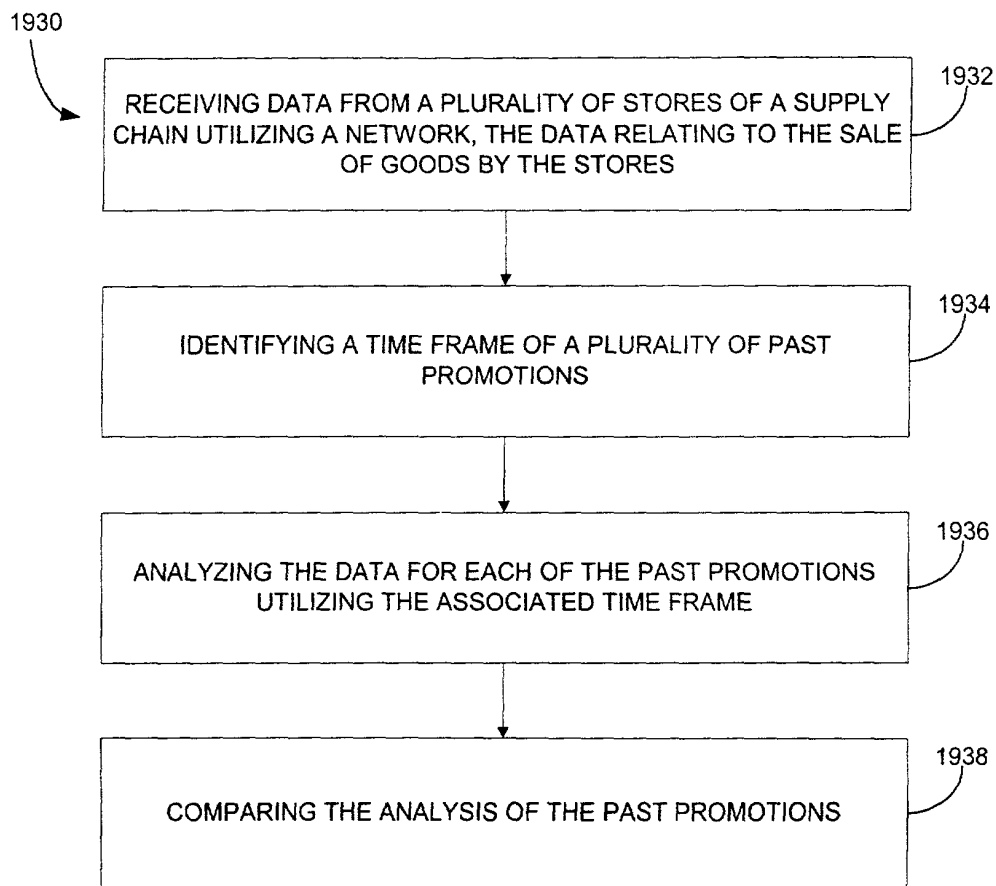 1930
1932
RECEIVING DATA FROM A PLURALITY OF STORES OF A SUPPLY
CHAIN UTILIZING A NETWORK, THE DATA RELATING TO THE SALE
OF GOODS BY THE STORES
1934
IDENTIFYING A TIME FRAME OF A PLURALITY OF PAST
PROMOTIONS
1936
ANALYZING THE DATA FOR EACH OF THE PAST PROMOTIONS
UTILIZING THE ASSOCIATED TIME FRAME
1938
COMPARING THE ANALYSIS OF THE PAST PROMOTIONS